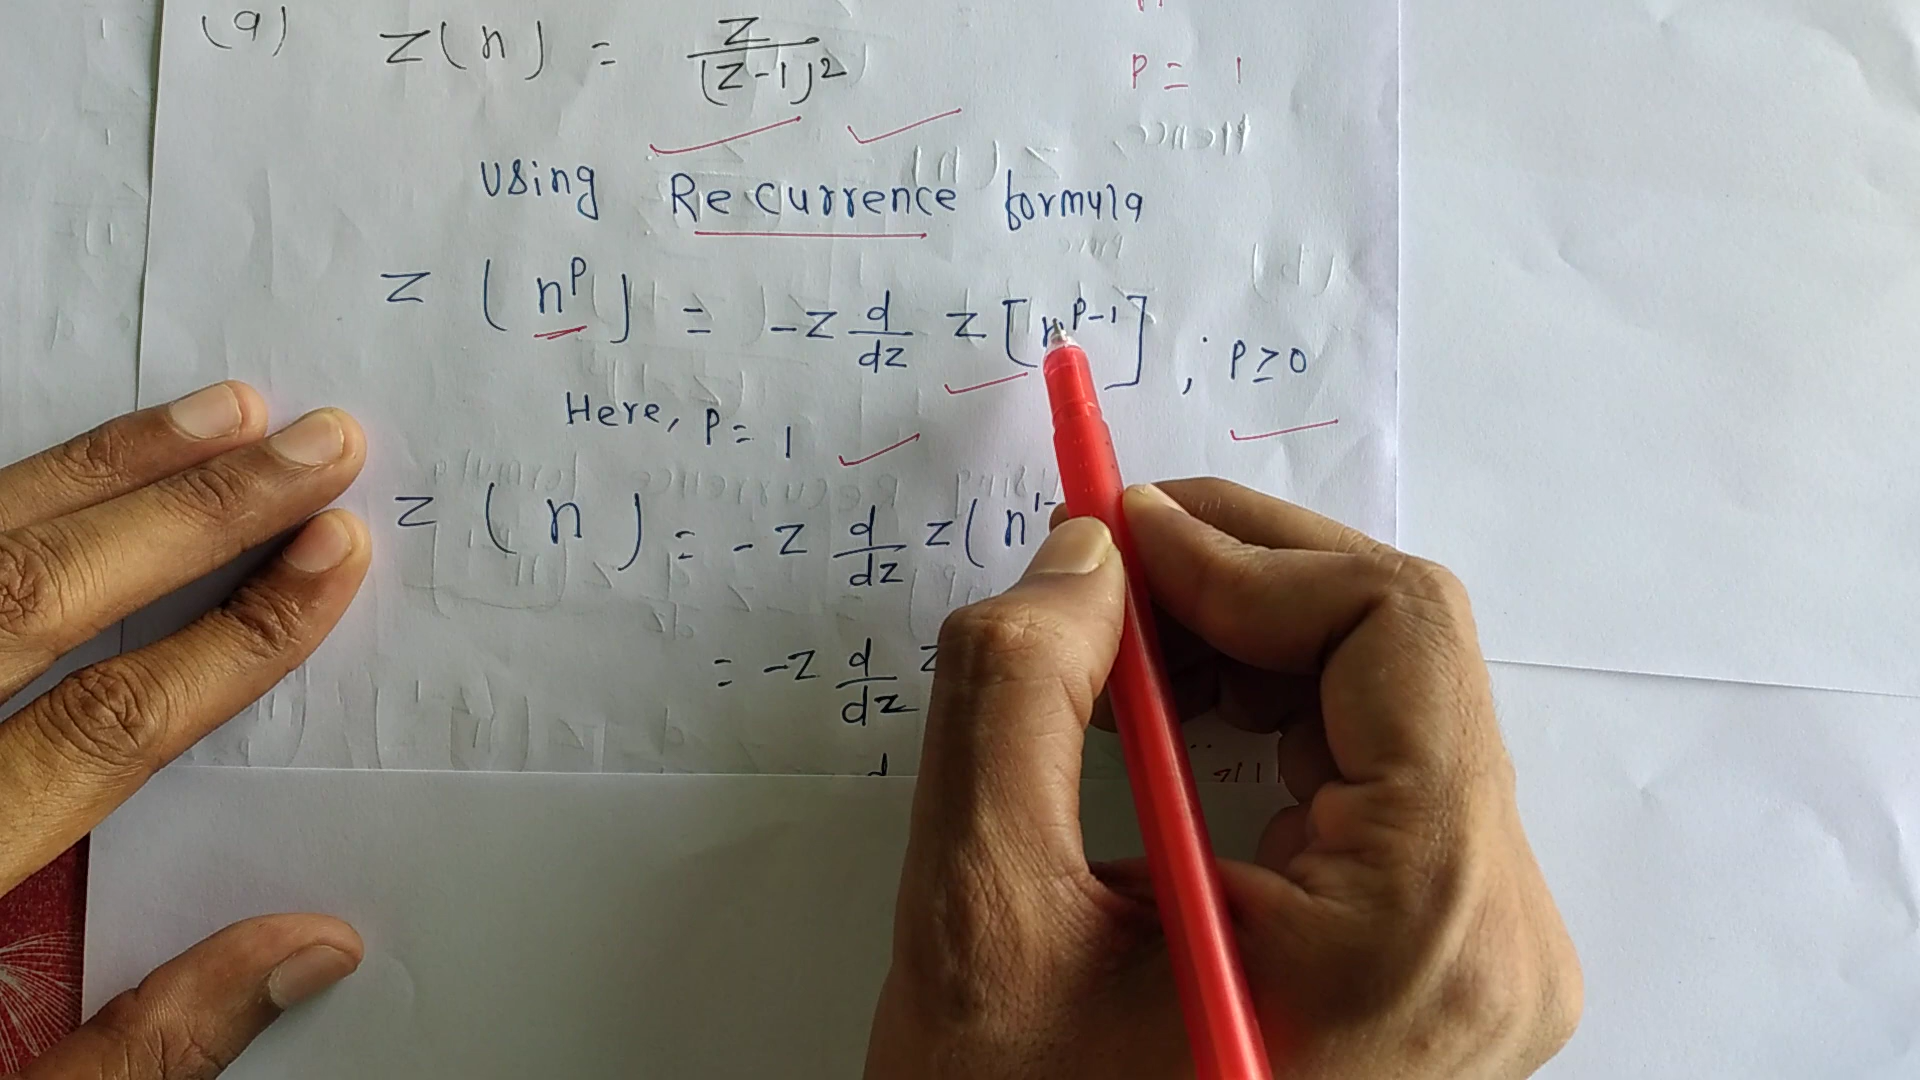 (a) Z(n) = z/(z-1)²
P = 1
using Recurrence formula
Z (n^p) = -z d/dz z [n^p-1] ; P ≥ 0
Here, P = 1
Z (n) = -z d/dz z(n^1-
= -z d/dz z
d